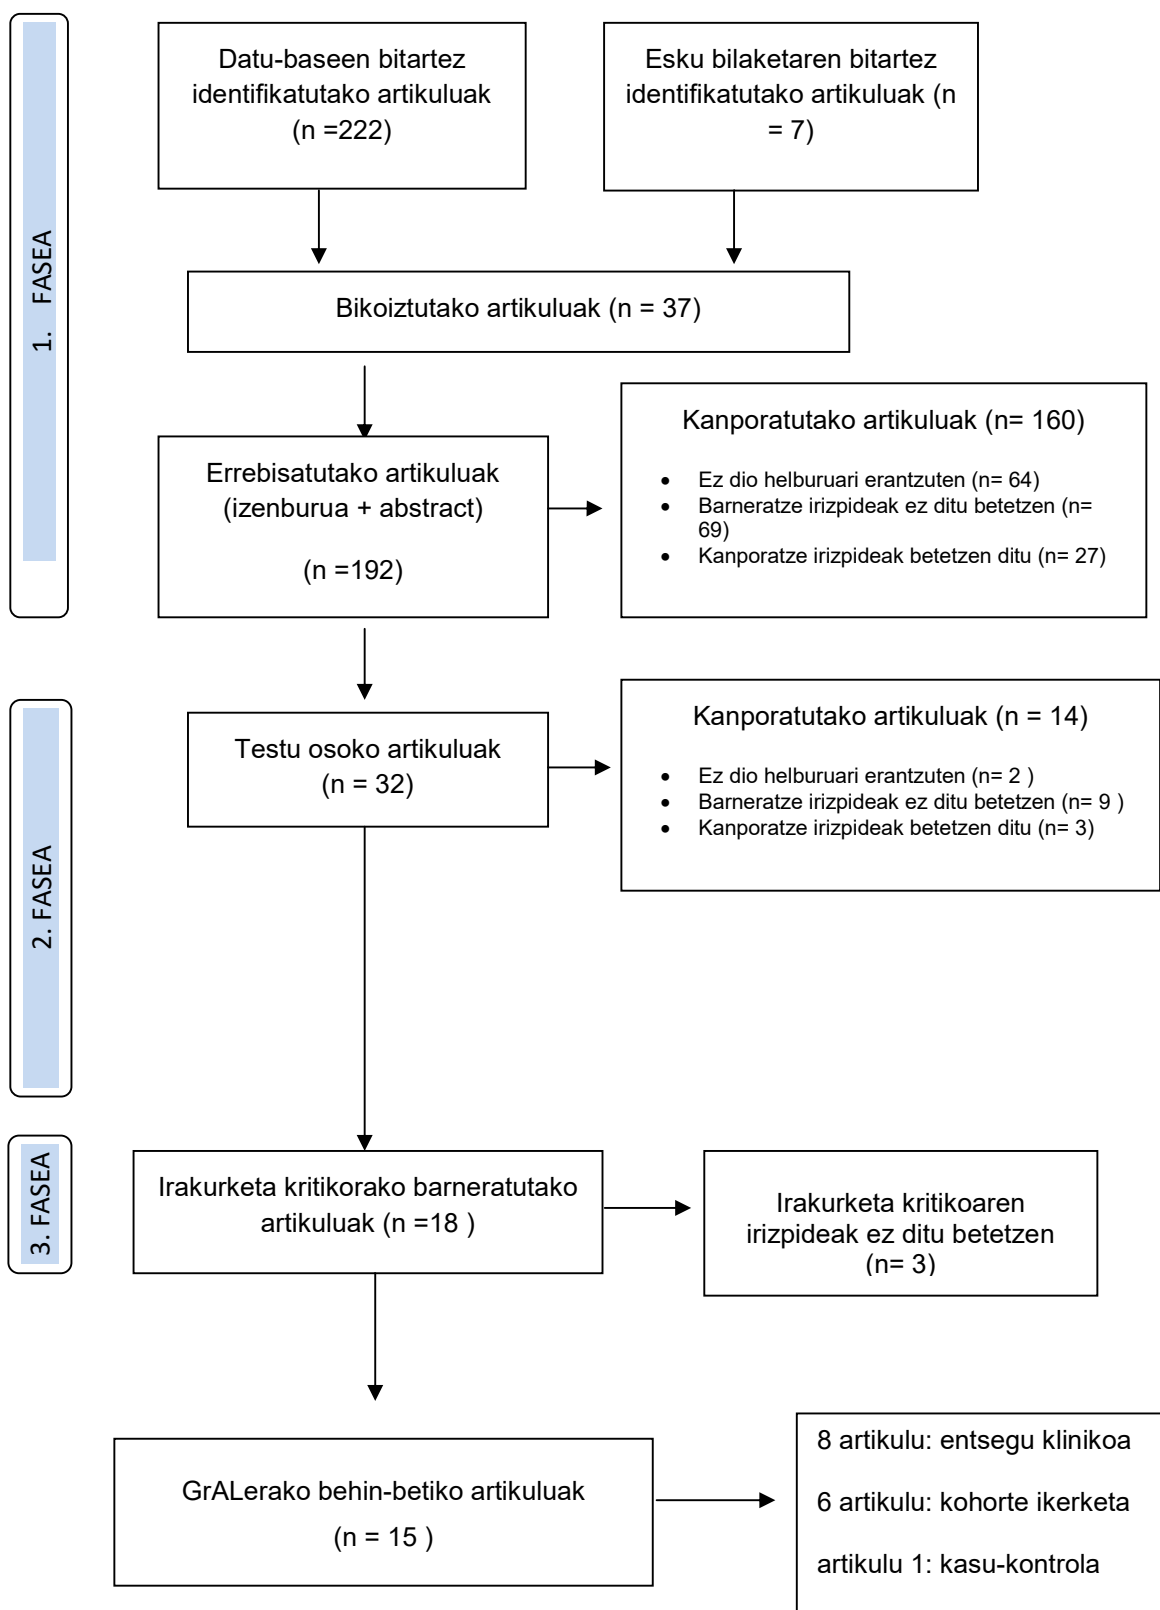 1. FASEA
Datu-baseen bitartez
identifikatutako artikuluak
(n =222)
Esku bilaketaren bitartez
identifikatutako artikuluak (n
= 7)
Bikoiztutako artikuluak (n = 37)
Errebisatutako artikuluak
(izenburua + abstract)
(n =192)
Kanporatutako artikuluak (n= 160)
• Ez dio helburuari erantzuten (n= 64)
• Barneratze irizpideak ez ditu betetzen (n=
69)
• Kanporatze irizpideak betetzen ditu (n= 27)
2. FASEA
Testu osoko artikuluak
(n = 32)
Kanporatutako artikuluak (n = 14)
• Ez dio helburuari erantzuten (n= 2 )
• Barneratze irizpideak ez ditu betetzen (n= 9 )
• Kanporatze irizpideak betetzen ditu (n= 3)
3. FASEA
Irakurketa kritikorako barneratutako
artikuluak (n =18 )
Irakurketa kritikoaren
irizpideak ez ditu betetzen
(n= 3)
GrALerako behin-betiko artikuluak
(n = 15 )
8 artikulu: entsegu klinikoa
6 artikulu: kohorte ikerketa
artikulu 1: kasu-kontrola